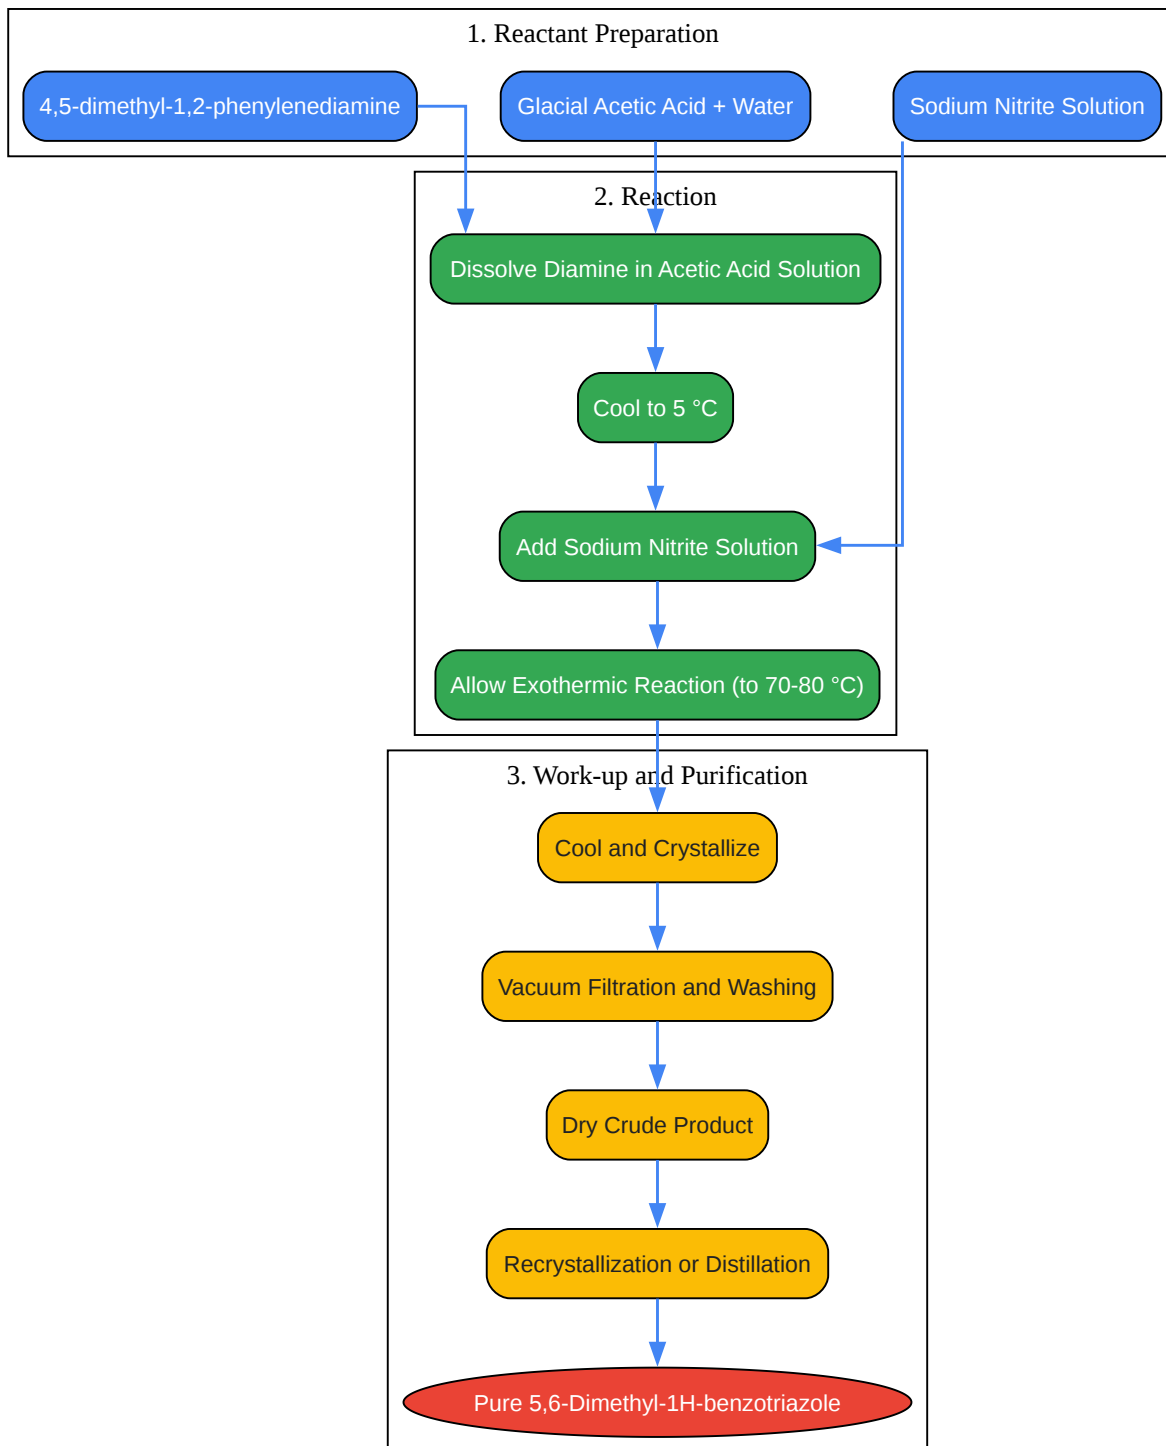 1. Reactant Preparation
4,5-dimethyl-1,2-phenylenediamine
Glacial Acetic Acid + Water
Sodium Nitrite Solution
2. Reaction
Dissolve Diamine in Acetic Acid Solution
Cool to 5 °C
Add Sodium Nitrite Solution
Allow Exothermic Reaction (to 70-80 °C)
3. Work-up and Purification
Cool and Crystallize
Vacuum Filtration and Washing
Dry Crude Product
Recrystallization or Distillation
Pure 5,6-Dimethyl-1H-benzotriazole